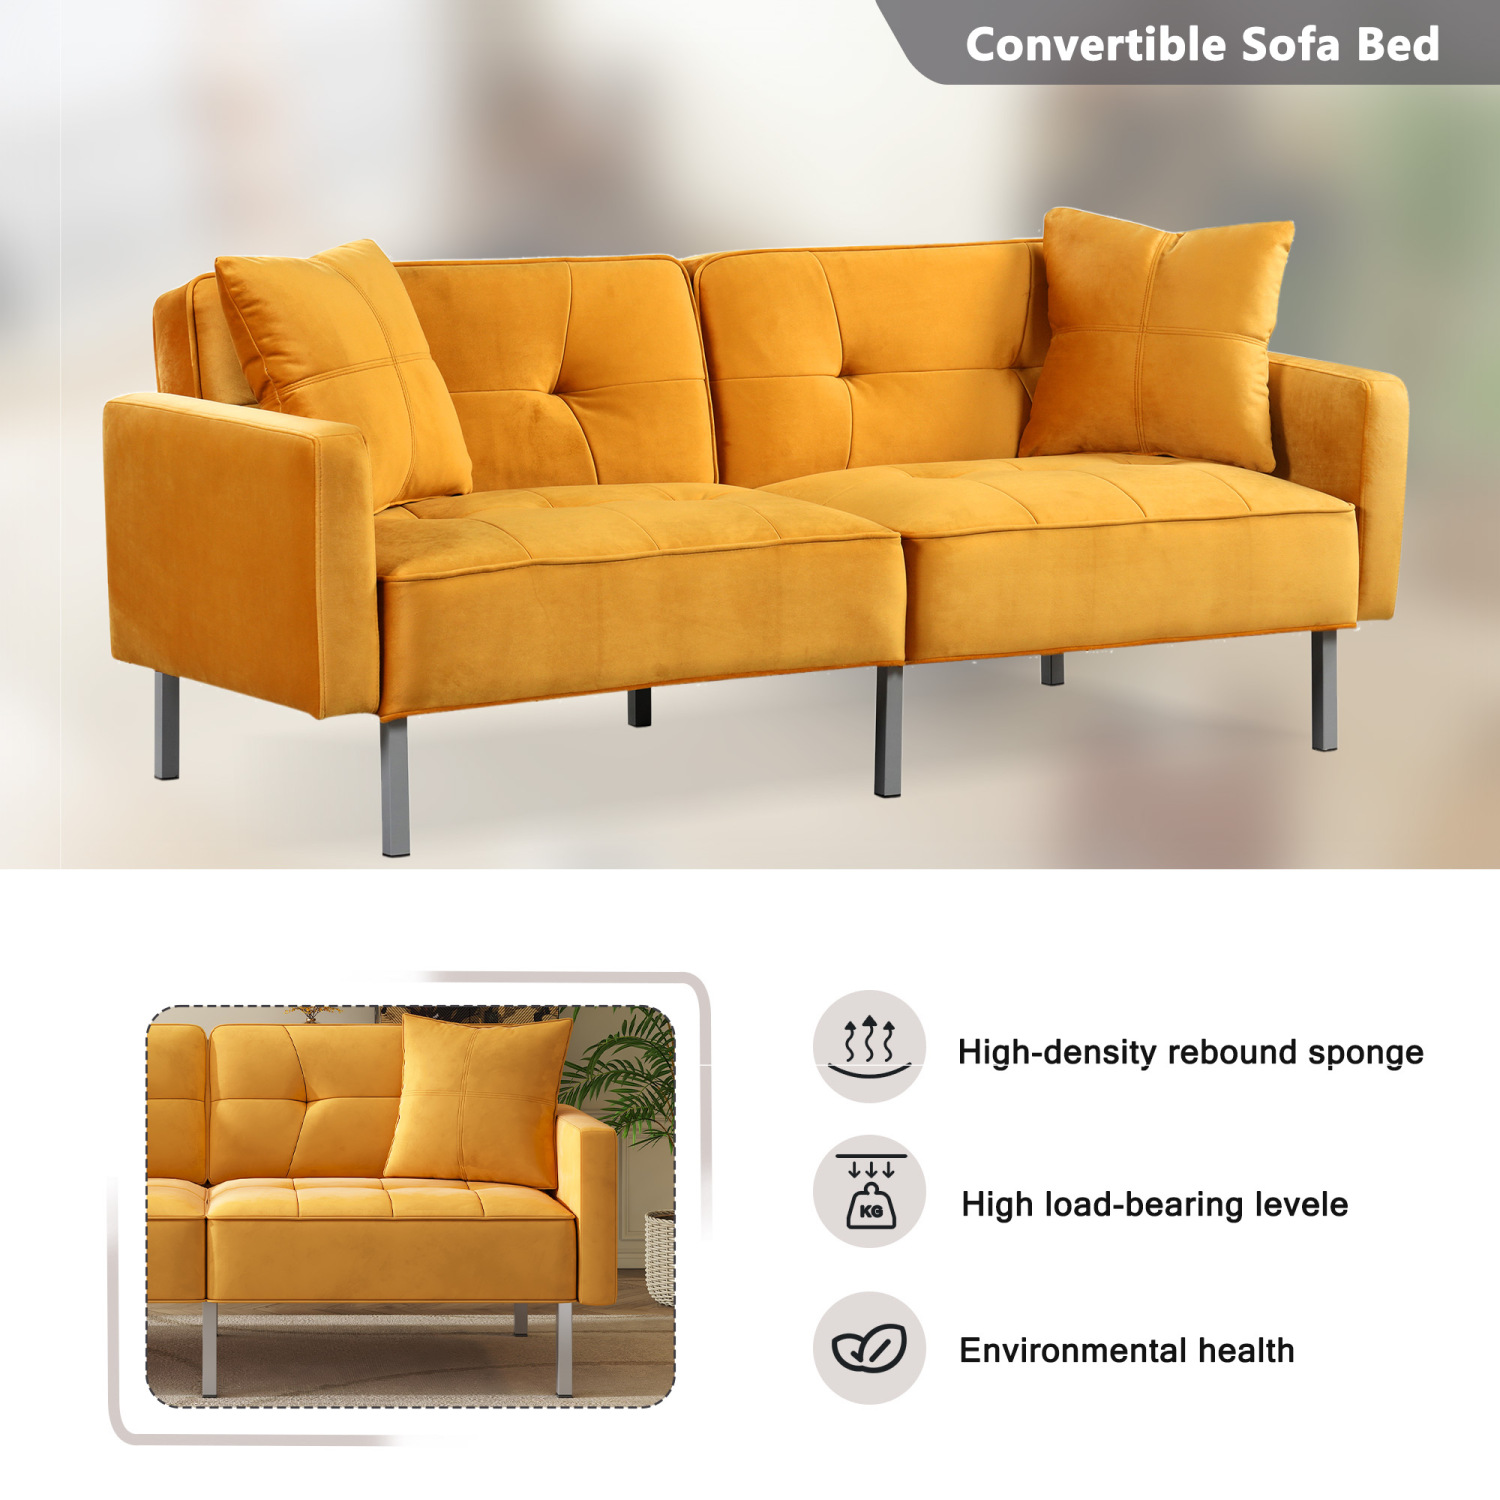 Convertible Sofa Bed
High-density rebound sponge
KG
High load-bearing levele
Environmental health